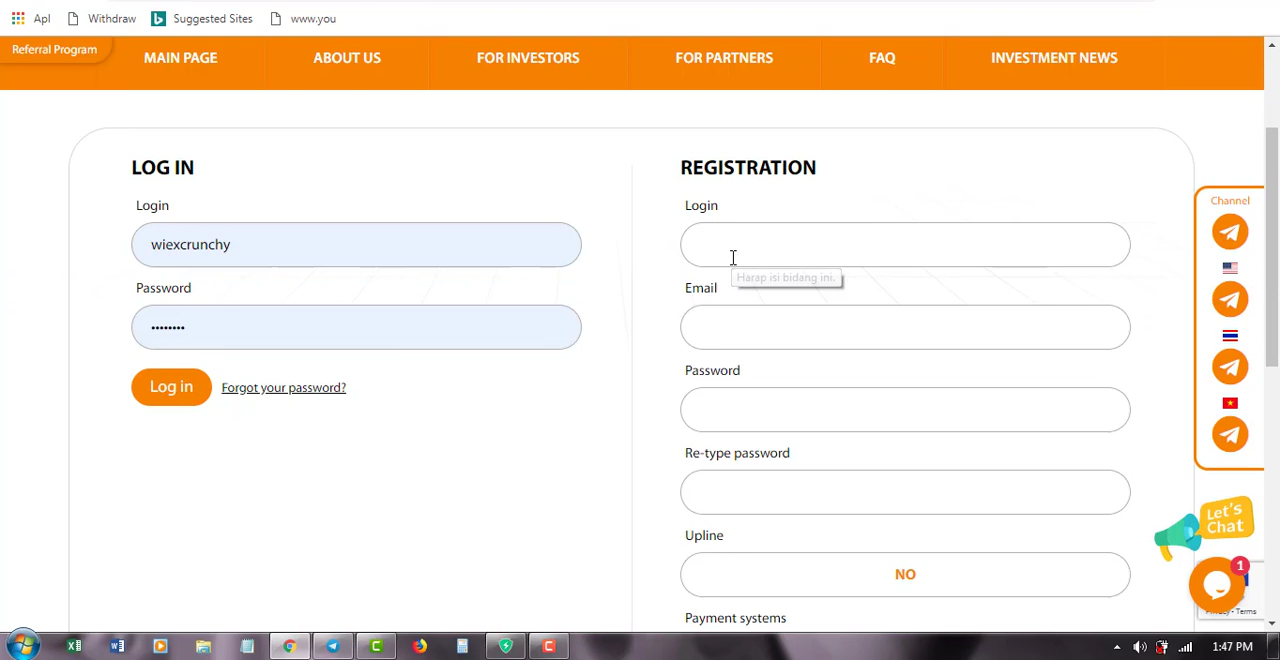 Apl Withdraw Suggested Sites www.you
Referral Program
MAIN PAGE ABOUT US FOR INVESTORS FOR PARTNERS FAQ INVESTMENT NEWS
LOG IN
Login
wiexcrunchy
Password
••••••••
Log in Forgot your password?
REGISTRATION
Login
Harap isi bidang ini.
Email
Password
Re-type password
Upline
NO
Payment systems
Channel
Let's
Chat
1
Privacy - Terms
1:47 PM